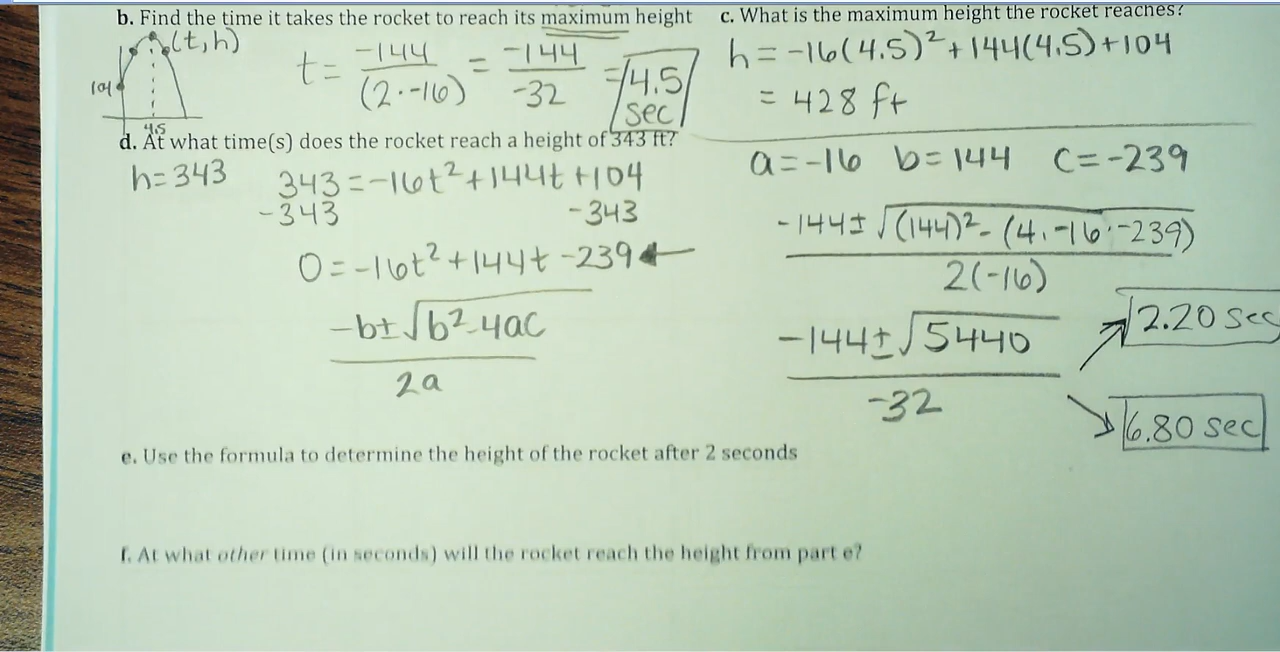 b. Find the time it takes the rocket to reach its maximum height
(t, h)
104
4.5
t = -144 / (2·-16) = -144 / -32 = 4.5 sec
c. What is the maximum height the rocket reaches?
h = -16(4.5)² + 144(4.5) + 104
= 428 ft
d. At what time(s) does the rocket reach a height of 343 ft?
h = 343
343 = -16t² + 144t + 104
-343 -343
0 = -16t² + 144t - 239
-b ± √b² - 4ac
2a
a = -16 b = 144 c = -239
-144 ± √(144)² - (4·-16·-239)
2(-16)
-144 ± √5440
-32
2.20 sec
6.80 sec
e. Use the formula to determine the height of the rocket after 2 seconds
f. At what other time (in seconds) will the rocket reach the height from part e?